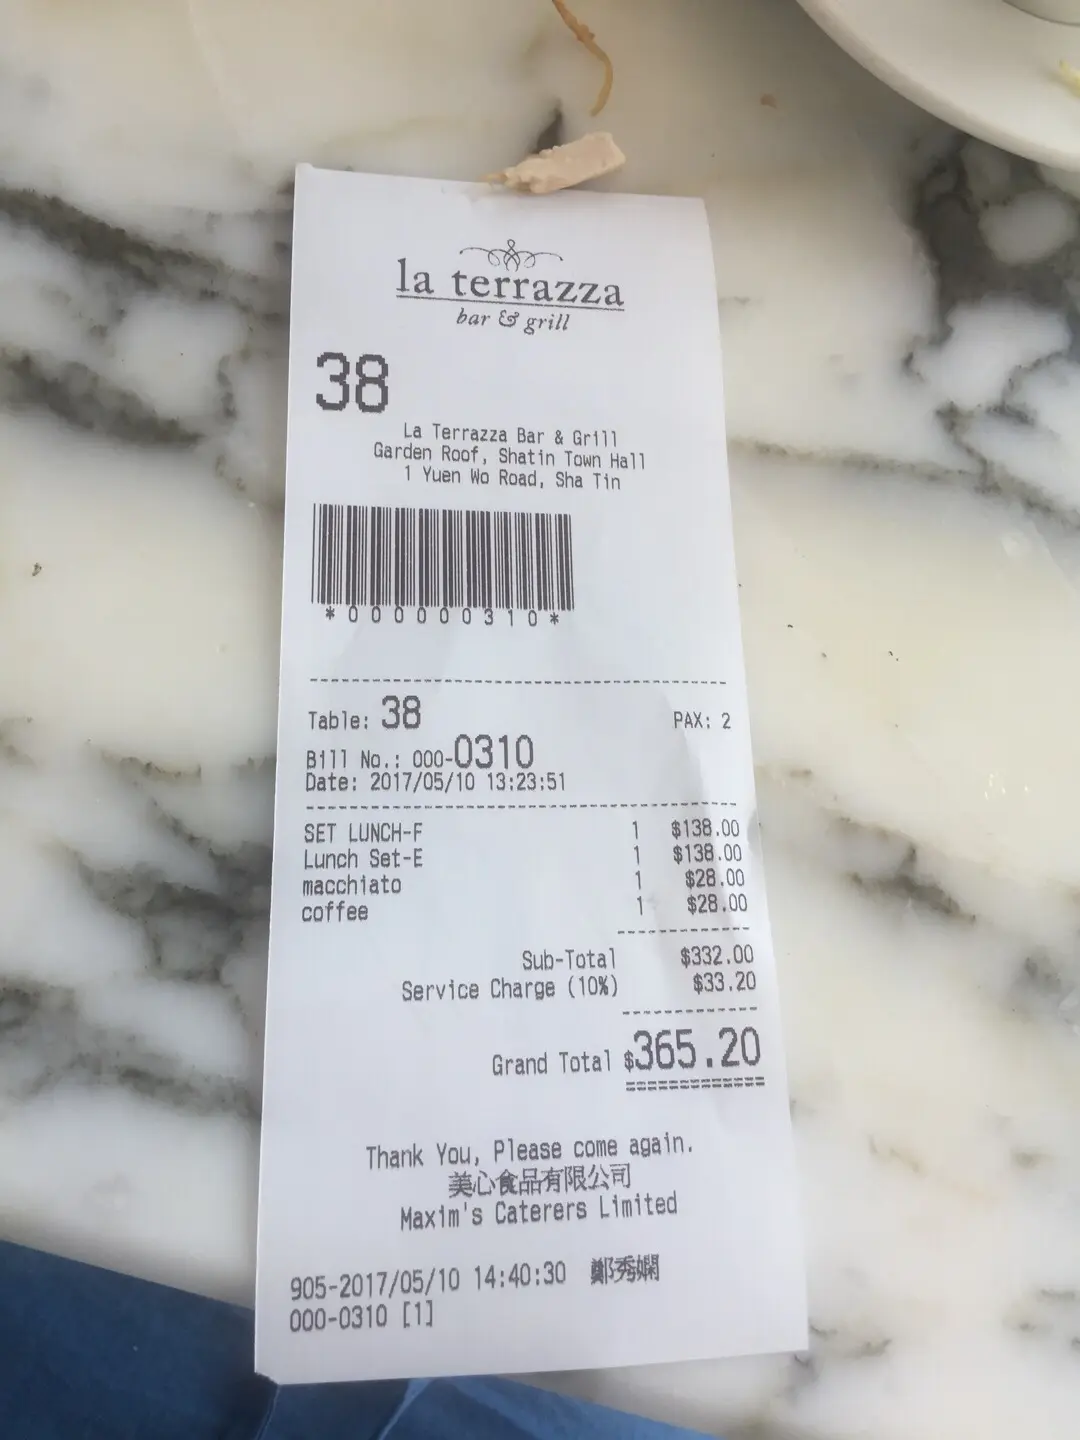 la terrazza
bar & grill
38
La Terrazza Bar & Grill
Garden Roof, Shatin Town Hall
1 Yuen Wo Road, Sha Tin
*000000310*
Table: 38 PAX: 2
Bill No.: 000-0310
Date: 2017/05/10 13:23:51
SET LUNCH-F 1 $138.00
Lunch Set-E 1 $138.00
macchiato 1 $28.00
coffee 1 $28.00
Sub-Total $332.00
Service Charge (10%) $33.20
Grand Total $365.20
Thank You, Please come again.
美心食品有限公司
Maxim's Caterers Limited
905-2017/05/10 14:40:30 鄭秀嫻
000-0310 [1]